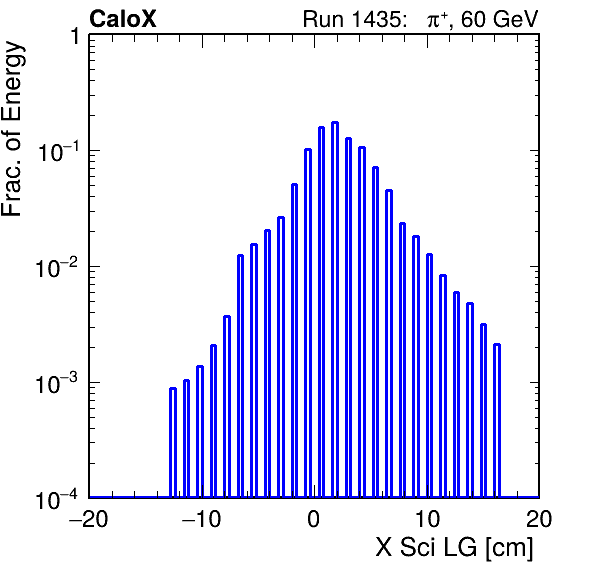 CaloX Run 1435: π⁺, 60 GeV
Frac. of Energy
1
10⁻¹
10⁻²
10⁻³
10⁻⁴
−20 −10 0 10 20
X Sci LG [cm]